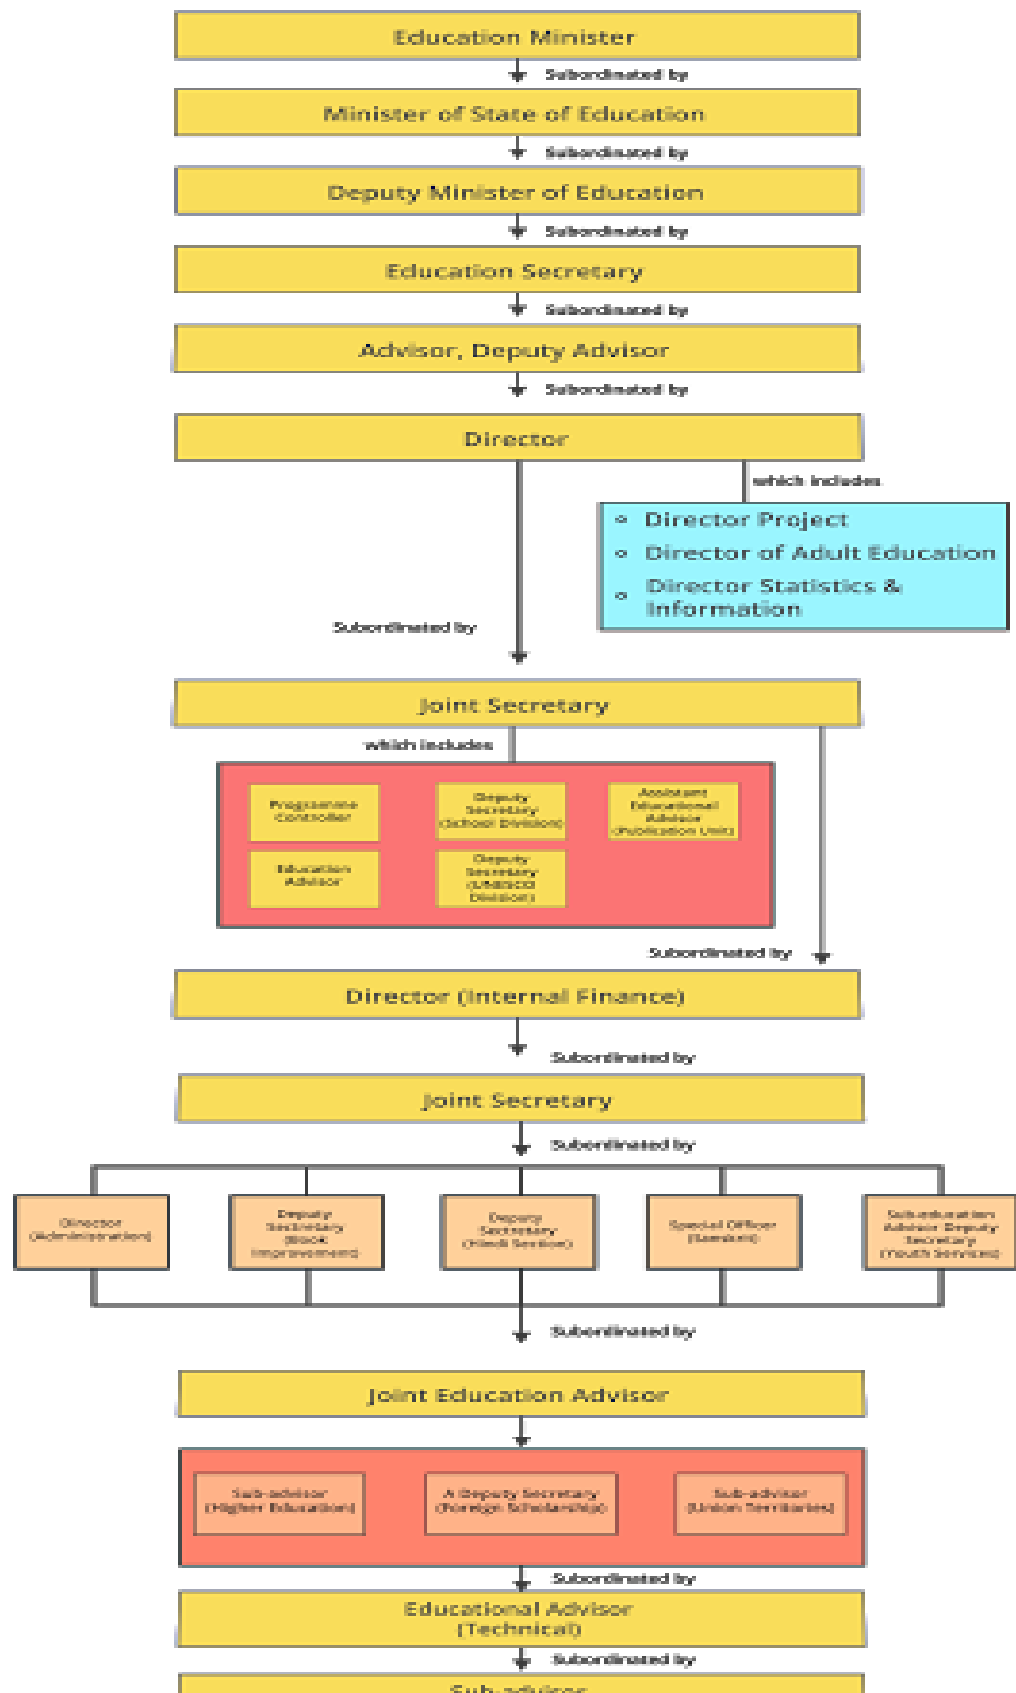 Education Minister
Subordinated by
Minister of State of Education
Subordinated by
Deputy Minister of Education
Subordinated by
Education Secretary
Subordinated by
Advisor, Deputy Advisor
Subordinated by
Director
which includes
Director Project
Director of Adult Education
Director Statistics &
Information
Subordinated by
Joint Secretary
which includes
Programme
Controller
Deputy
Secretary
(School Division)
Assistant
Educational
Advisor
(Publication Unit)
Education
Advisor
Deputy
Secretary
(UNESCO
Division)
Subordinated by
Director (Internal Finance)
Subordinated by
Joint Secretary
Subordinated by
Director
(Administration)
Deputy
Secretary
(Book
Improvement)
Deputy
Secretary
(Hindi Section)
Special Officer
(Sanskrit)
Sub-education
Advisor Deputy
Secretary
(Youth Services)
Subordinated by
Joint Education Advisor
Sub-advisor
(Higher Education)
A Deputy Secretary
(Foreign Scholarship)
Sub-advisor
(Union Territories)
Subordinated by
Educational Advisor
(Technical)
Subordinated by
Sub-advisor